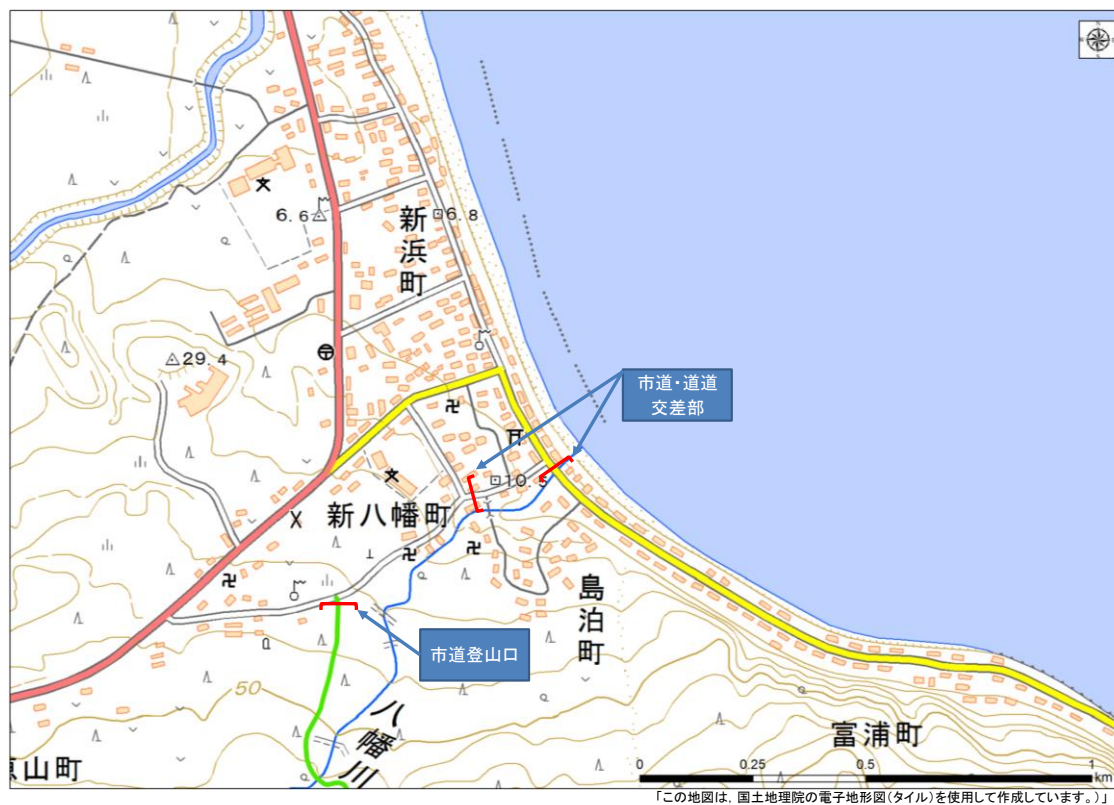 新浜町
6.6
6.8
29.4
市道・道道
交差部
10.5
新八幡町
島泊町
市道登山口
50
八幡川
富浦町
恵山町
0
0.25
0.5
1
km
「この地図は，国土地理院の電子地形図（タイル）を使用して作成しています。）」